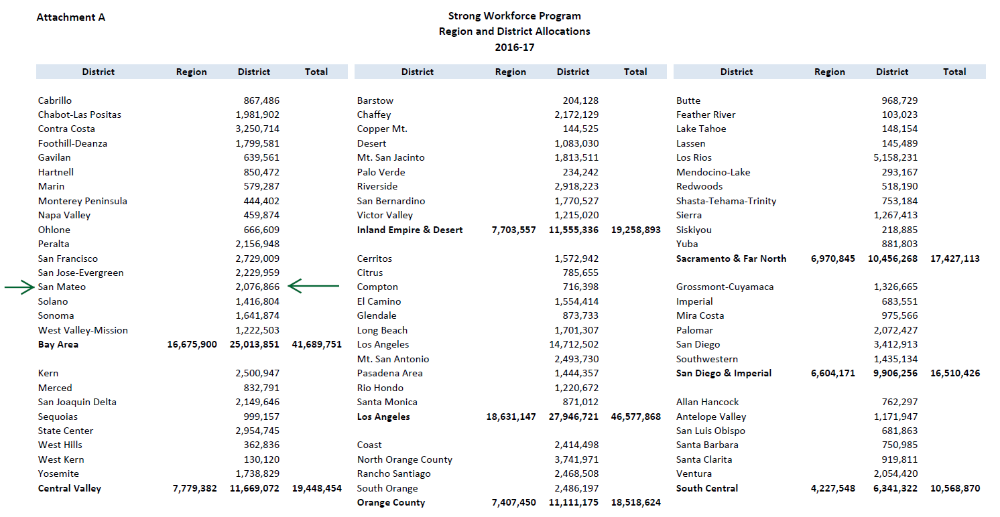 Attachment A
Strong Workforce Program
Region and District Allocations
2016-17
District Region District Total
Cabrillo 867,486
Chabot-Las Positas 1,981,902
Contra Costa 3,250,714
Foothill-Deanza 1,799,581
Gavilan 639,561
Hartnell 850,472
Marin 579,287
Monterey Peninsula 444,402
Napa Valley 459,874
Ohlone 666,609
Peralta 2,156,948
San Francisco 2,729,009
San Jose-Evergreen 2,229,959
San Mateo 2,076,866
Solano 1,416,804
Sonoma 1,641,874
West Valley-Mission 1,222,503
Bay Area 16,675,900 25,013,851 41,689,751
Kern 2,500,947
Merced 832,791
San Joaquin Delta 2,149,646
Sequoias 999,157
State Center 2,954,745
West Hills 362,836
West Kern 130,120
Yosemite 1,738,829
Central Valley 7,779,382 11,669,072 19,448,454
District Region District Total
Barstow 204,128
Chaffey 2,172,129
Copper Mt. 144,525
Desert 1,083,030
Mt. San Jacinto 1,813,511
Palo Verde 234,242
Riverside 2,918,223
San Bernardino 1,770,527
Victor Valley 1,215,020
Inland Empire & Desert 7,703,557 11,555,336 19,258,893
Cerritos 1,572,942
Citrus 785,655
Compton 716,398
El Camino 1,554,414
Glendale 873,733
Long Beach 1,701,307
Los Angeles 14,712,502
Mt. San Antonio 2,493,730
Pasadena Area 1,444,357
Rio Hondo 1,220,672
Santa Monica 871,012
Los Angeles 18,631,147 27,946,721 46,577,868
Coast 2,414,498
North Orange County 3,741,971
Rancho Santiago 2,468,508
South Orange 2,486,197
Orange County 7,407,450 11,111,175 18,518,624
District Region District Total
Butte 968,729
Feather River 103,023
Lake Tahoe 148,154
Lassen 145,489
Los Rios 5,158,231
Mendocino-Lake 293,167
Redwoods 518,190
Shasta-Tehama-Trinity 753,184
Sierra 1,267,413
Siskiyou 218,885
Yuba 881,803
Sacramento & Far North 6,970,845 10,456,268 17,427,113
Grossmont-Cuyamaca 1,326,665
Imperial 683,551
Mira Costa 975,566
Palomar 2,072,427
San Diego 3,412,913
Southwestern 1,435,134
San Diego & Imperial 6,604,171 9,906,256 16,510,426
Allan Hancock 762,297
Antelope Valley 1,171,947
San Luis Obispo 681,863
Santa Barbara 750,985
Santa Clarita 919,811
Ventura 2,054,420
South Central 4,227,548 6,341,322 10,568,870